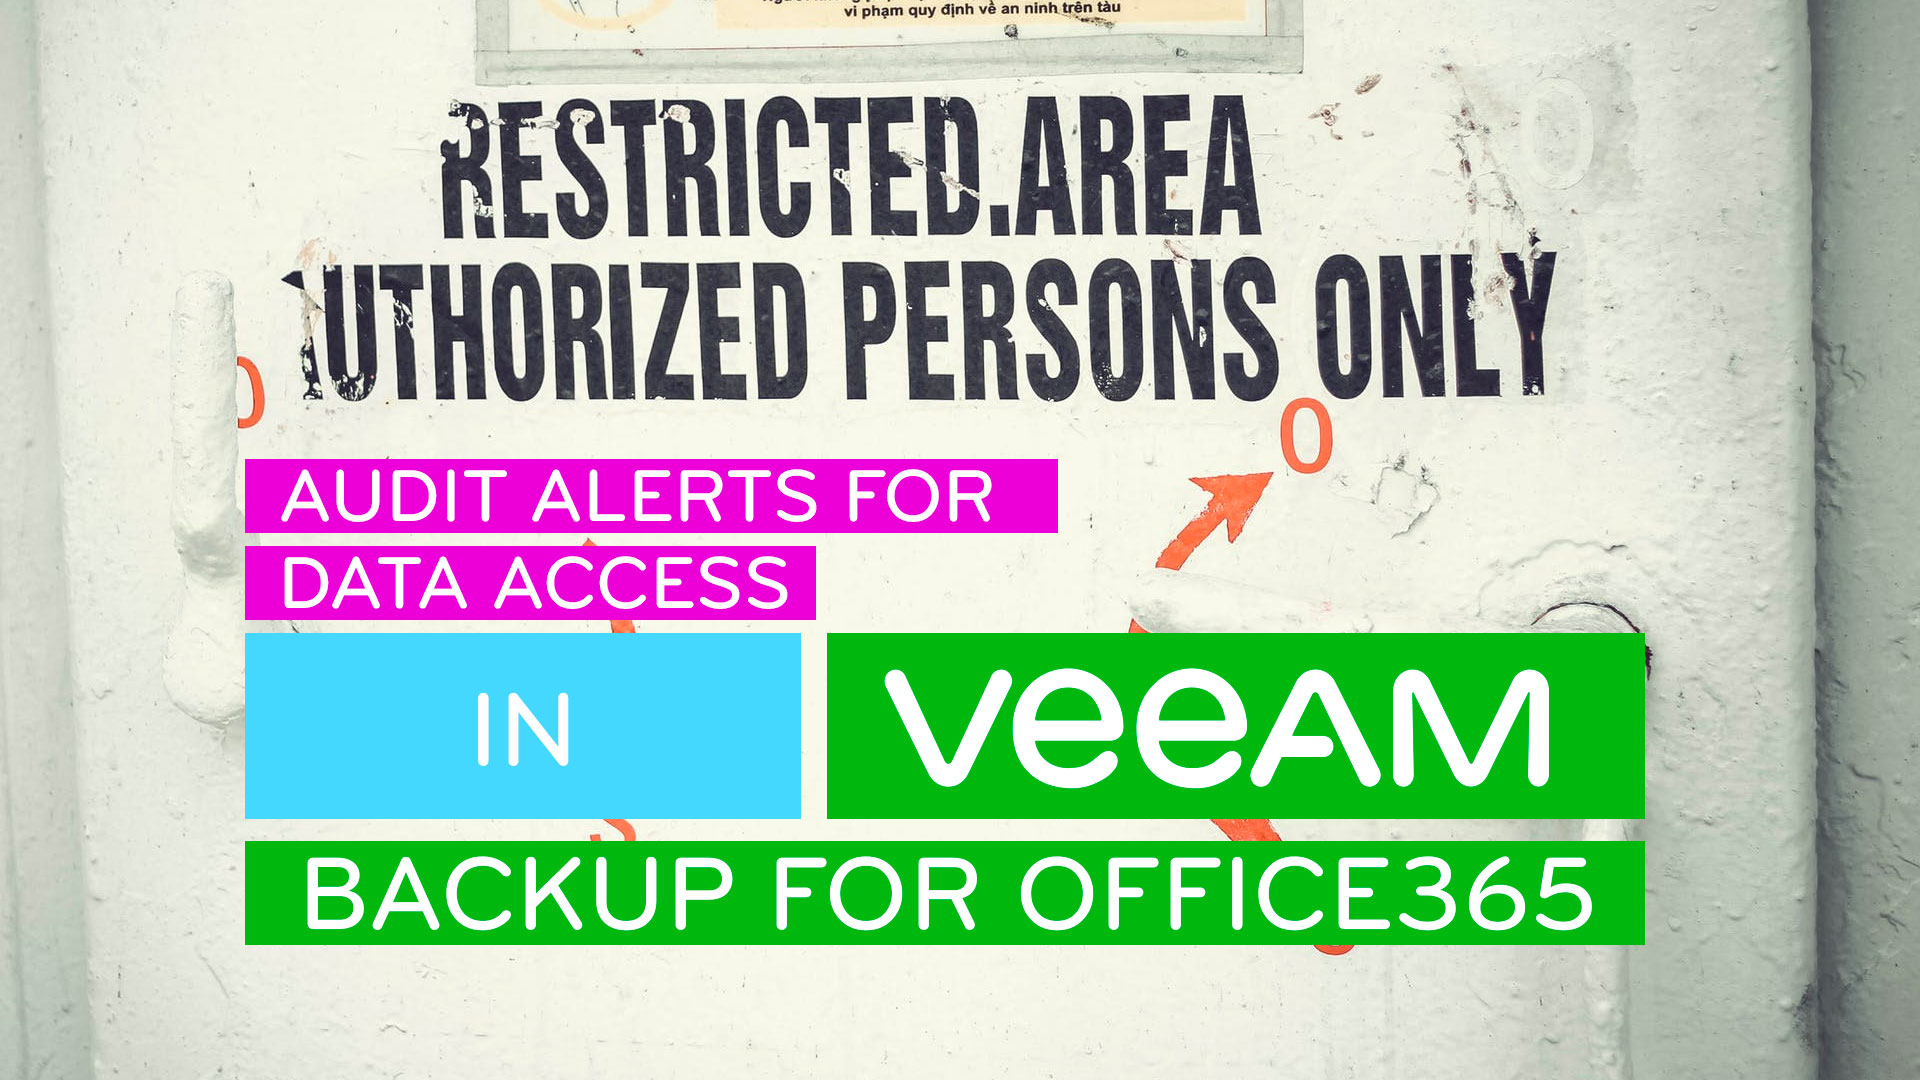 vi phạm quy định về an ninh trên tàu
RESTRICTED.AREA
AUTHORIZED PERSONS ONLY
O
O
O
AUDIT ALERTS FOR
DATA ACCESS
IN
veeAM
BACKUP FOR OFFICE365